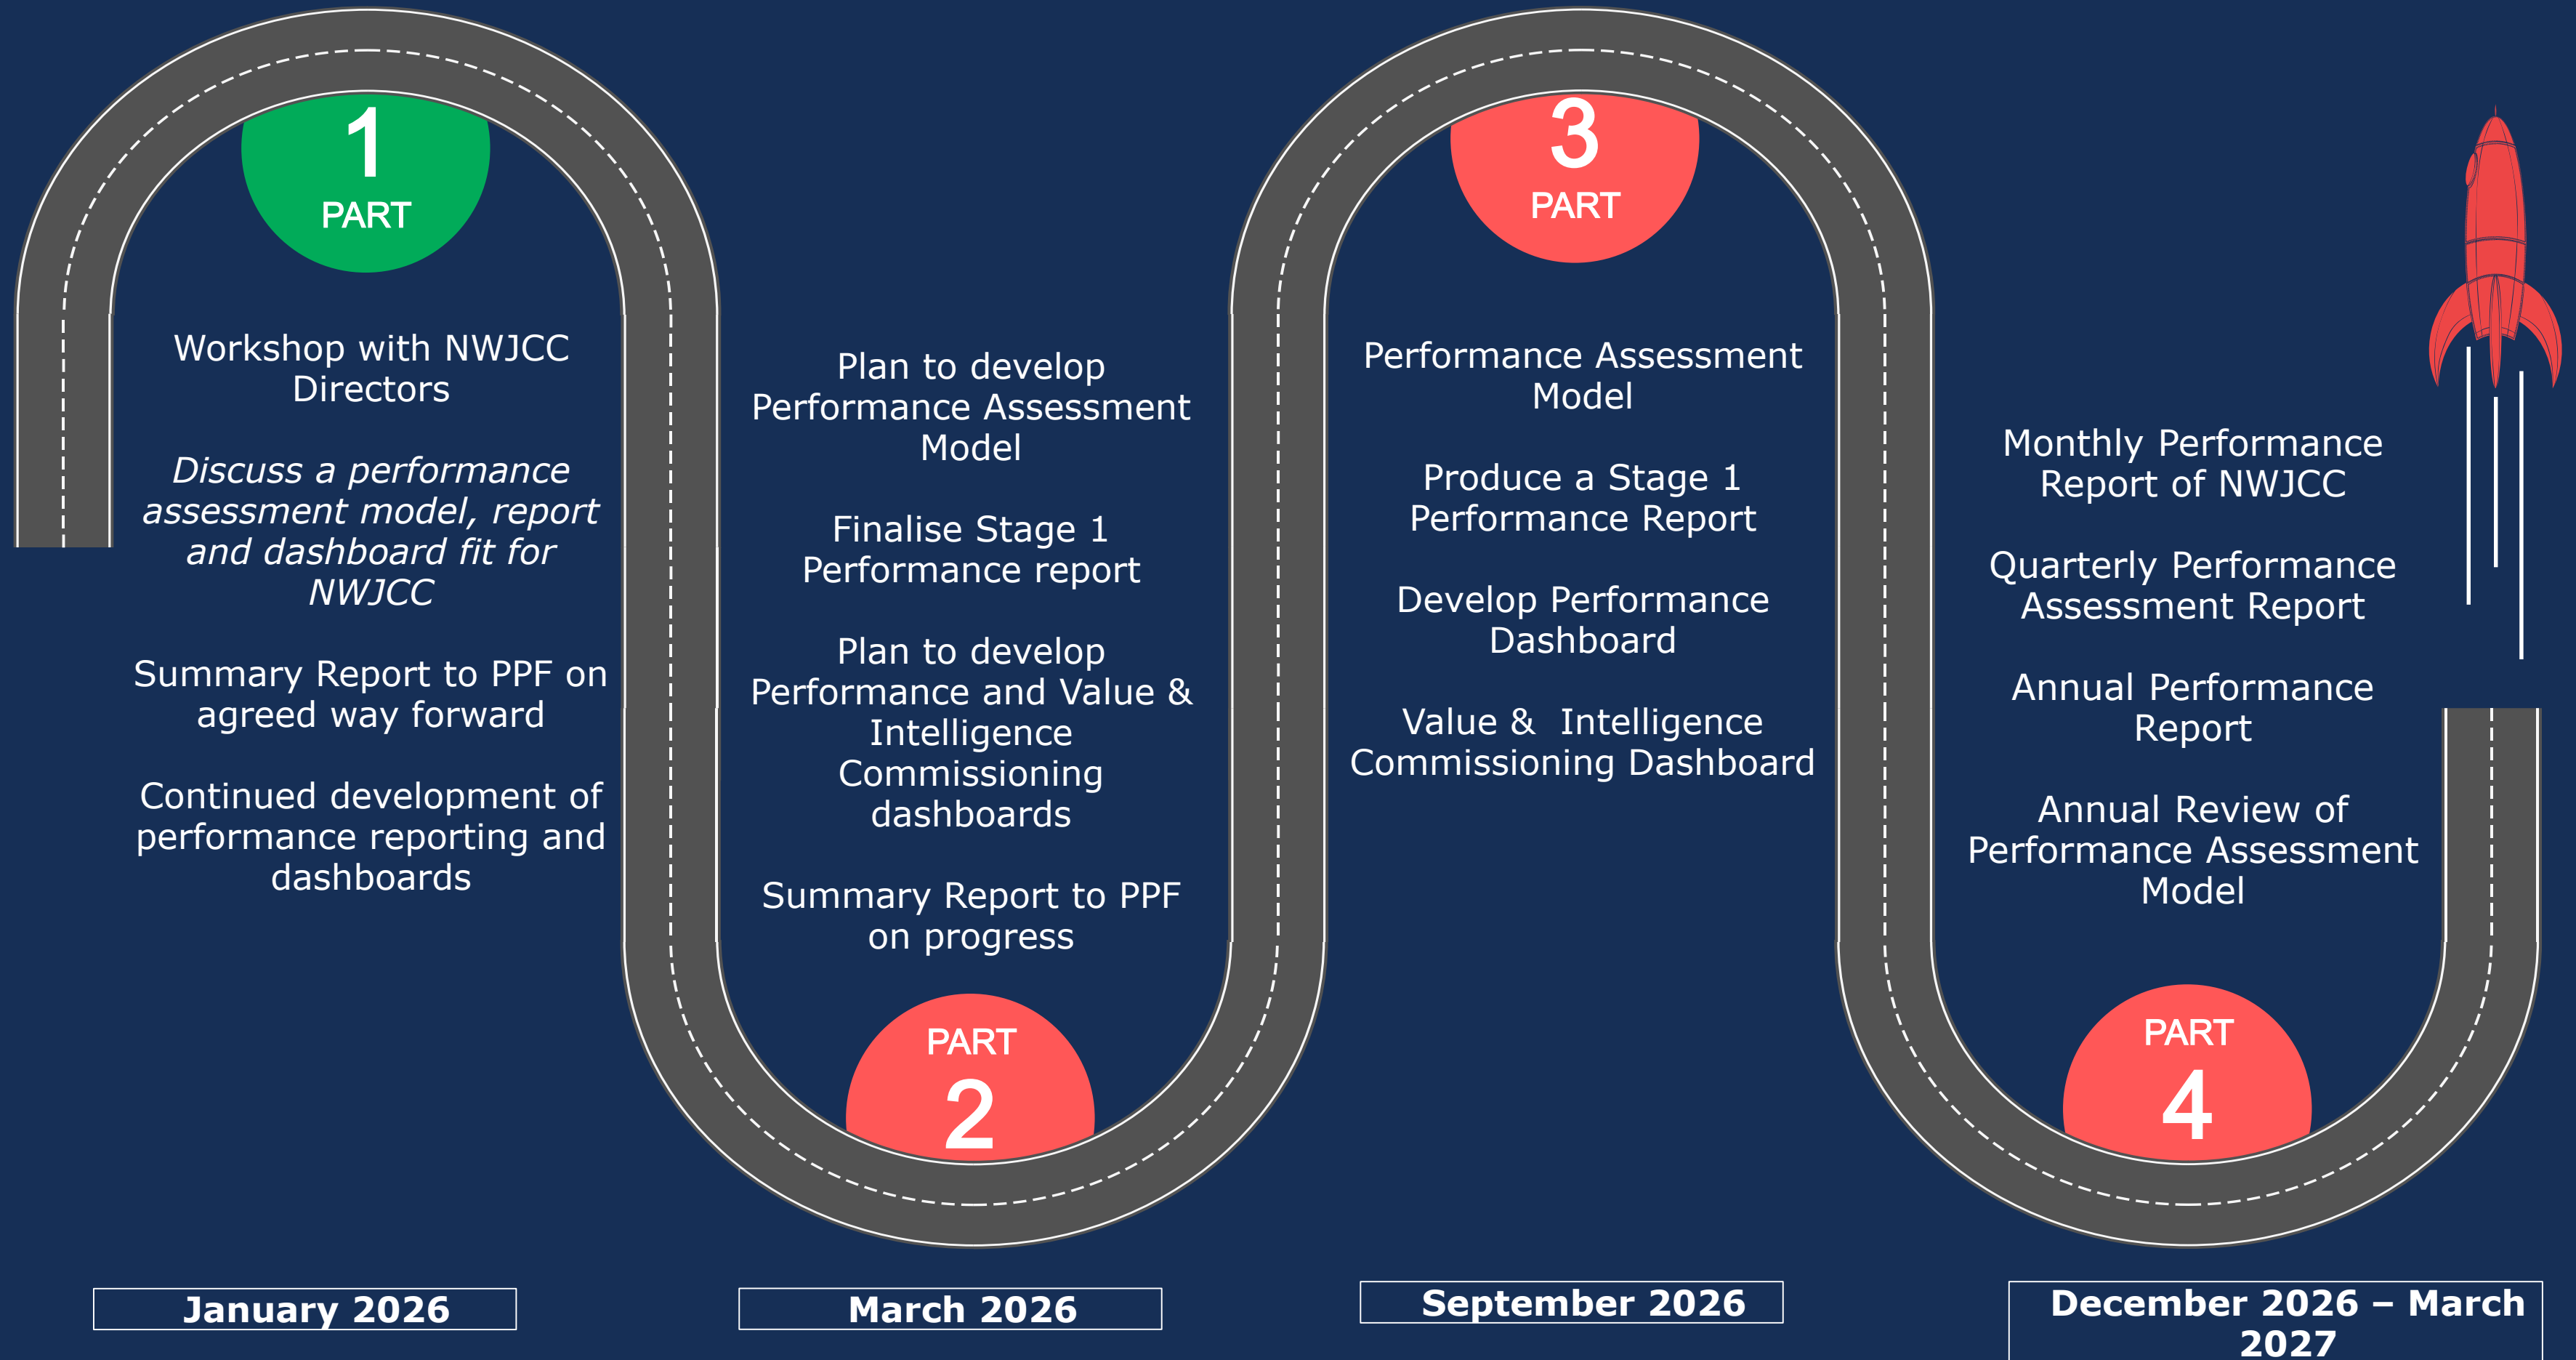 1
PART
Workshop with NWJCC
Directors
Discuss a performance
assessment model, report
and dashboard fit for
NWJCC
Summary Report to PPF on
agreed way forward
Continued development of
performance reporting and
dashboards
January 2026
Plan to develop
Performance Assessment
Model
Finalise Stage 1
Performance report
Plan to develop
Performance and Value &
Intelligence
Commissioning
dashboards
Summary Report to PPF
on progress
PART
2
March 2026
3
PART
Performance Assessment
Model
Produce a Stage 1
Performance Report
Develop Performance
Dashboard
Value &  Intelligence
Commissioning Dashboard
September 2026
Monthly Performance
Report of NWJCC
Quarterly Performance
Assessment Report
Annual Performance
Report
Annual Review of
Performance Assessment
Model
PART
4
December 2026 – March
2027